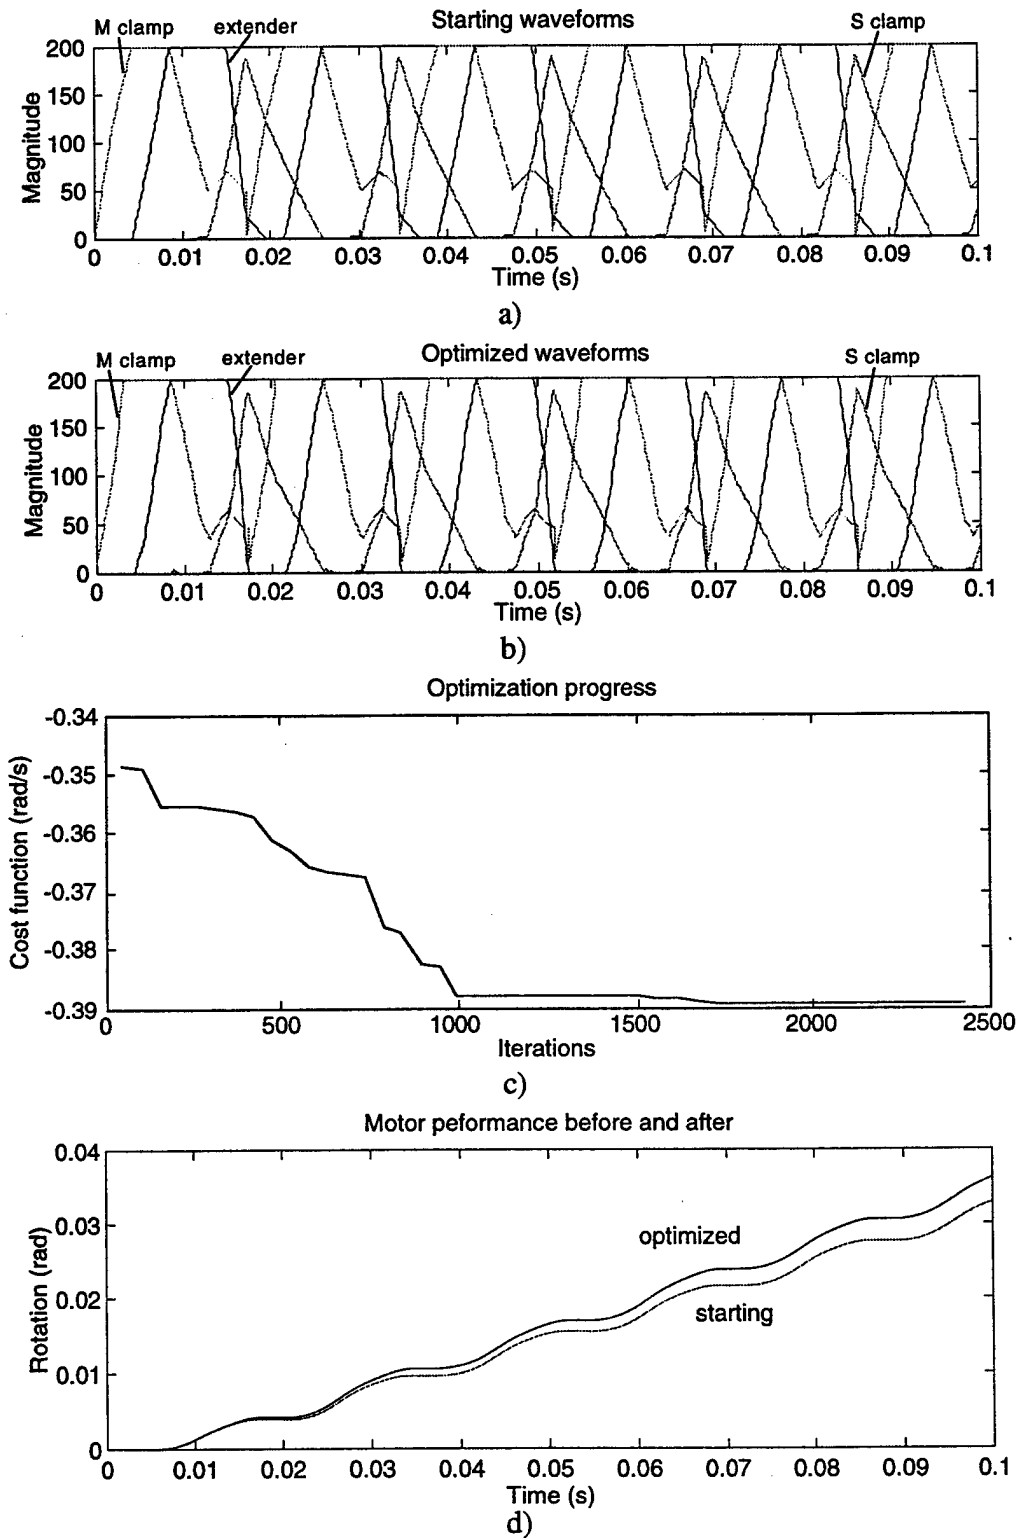 Starting waveforms
M clamp
extender
S clamp
200
150
100
50
0
Magnitude
0 0.01 0.02 0.03 0.04 0.05 0.06 0.07 0.08 0.09 0.1
Time (s)
a)
Optimized waveforms
M clamp
extender
S clamp
200
150
100
50
0
Magnitude
0 0.01 0.02 0.03 0.04 0.05 0.06 0.07 0.08 0.09 0.1
Time (s)
b)
Optimization progress
-0.34
-0.35
-0.36
-0.37
-0.38
-0.39
Cost function (rad/s)
0 500 1000 1500 2000 2500
Iterations
c)
Motor peformance before and after
0.04
0.03
0.02
0.01
0
Rotation (rad)
optimized
starting
0 0.01 0.02 0.03 0.04 0.05 0.06 0.07 0.08 0.09 0.1
Time (s)
d)